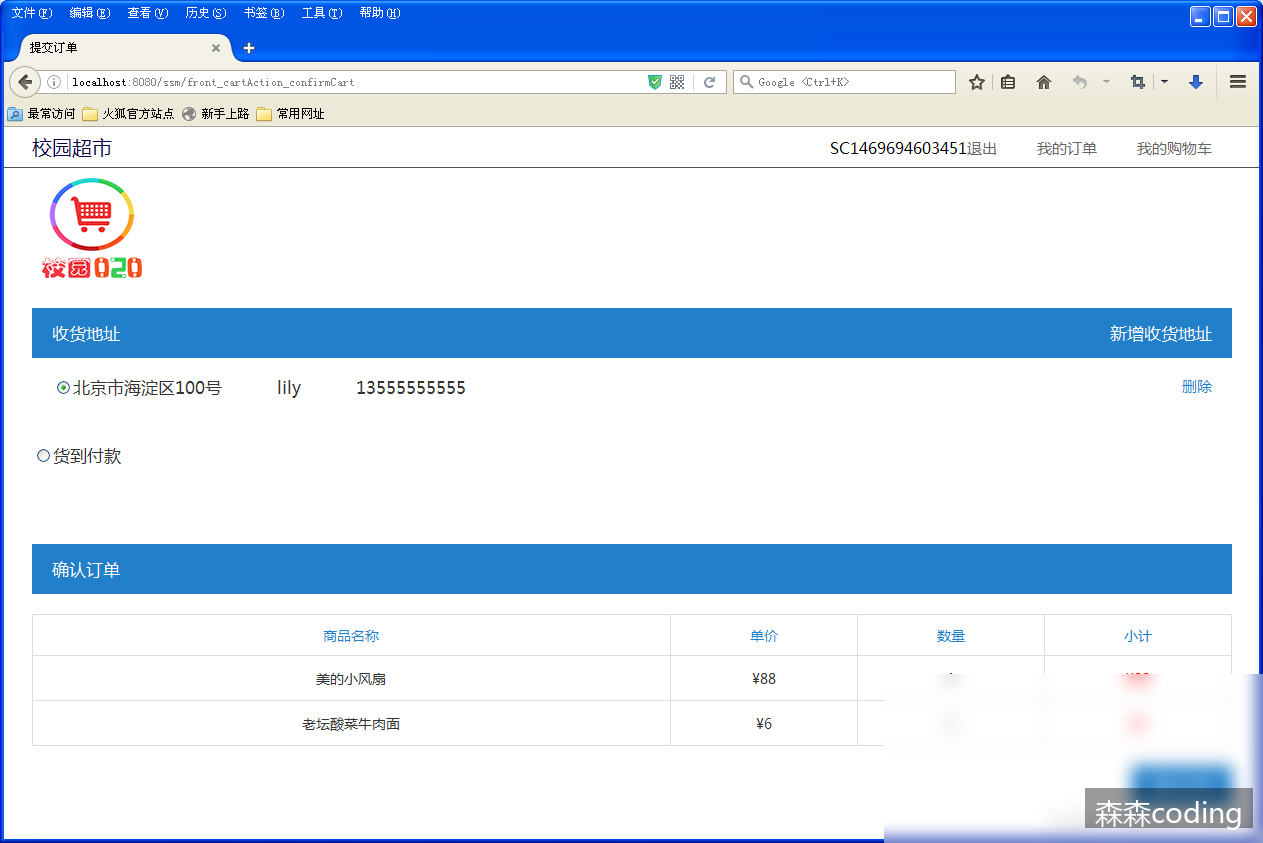 文件(F) 编辑(E) 查看(V) 历史(S) 书签(B) 工具(T) 帮助(H)
提交订单
localhost:8080/ssm/front_cartAction_confirmCart
Google <Ctrl+K>
最常访问 火狐官方站点 新手上路 常用网址
校园超市 SC1469694603451退出 我的订单 我的购物车
校园020
收货地址 新增收货地址
北京市海淀区100号 lily 13555555555 删除
货到付款
确认订单
商品名称 单价 数量 小计
美的小风扇 ¥88
老坛酸菜牛肉面 ¥6
森森coding